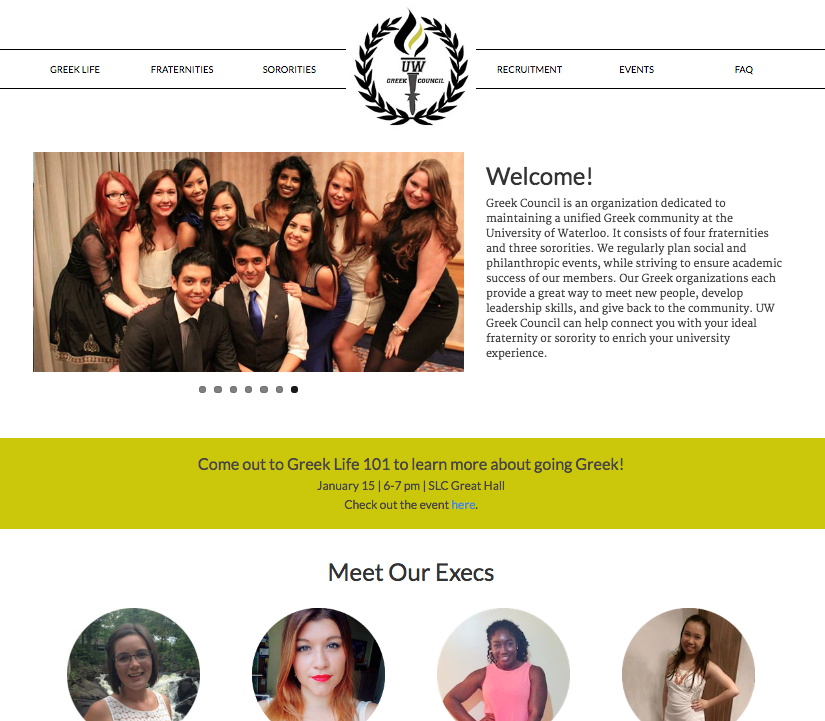 GREEK LIFE
FRATERNITIES
SORORITIES
UW
GREEK COUNCIL
RECRUITMENT
EVENTS
FAQ
Welcome!
Greek Council is an organization dedicated to
maintaining a unified Greek community at the
University of Waterloo. It consists of four fraternities
and three sororities. We regularly plan social and
philanthropic events, while striving to ensure academic
success of our members. Our Greek organizations each
provide a great way to meet new people, develop
leadership skills, and give back to the community. UW
Greek Council can help connect you with your ideal
fraternity or sorority to enrich your university
experience.
Come out to Greek Life 101 to learn more about going Greek!
January 15 | 6-7 pm | SLC Great Hall
Check out the event here.
Meet Our Execs